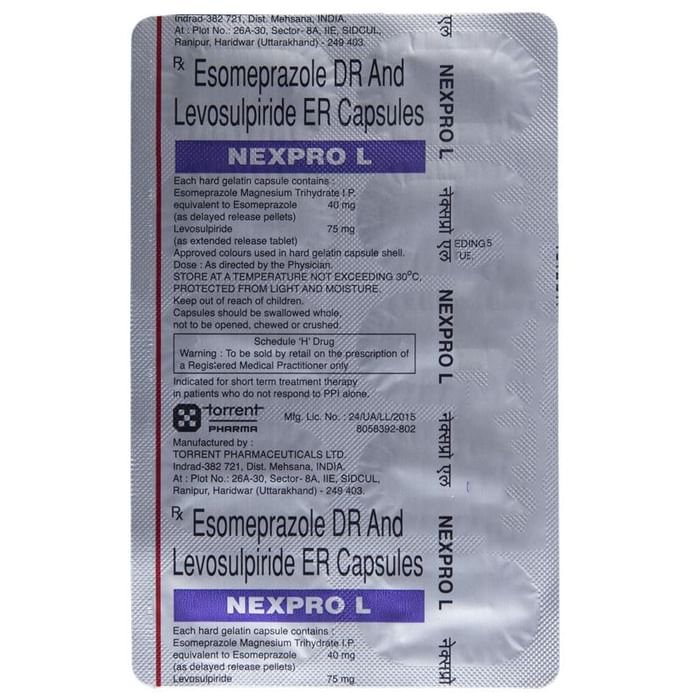 Indrad-382 721, Dist. Mehsana, INDIA.
At : Plot No.: 26A-30, Sector- 8A, IIE, SIDCUL,
Ranipur, Haridwar (Uttarakhand) - 249 403.
Rx Esomeprazole DR And
Levosulpiride ER Capsules
NEXPRO L
Each hard gelatin capsule contains :
Esomeprazole Magnesium Trihydrate I.P.
equivalent to Esomeprazole 40 mg
(as delayed release pellets)
Levosulpiride 75 mg
(as extended release tablet)
Approved colours used in hard gelatin capsule shell.
Dose : As directed by the Physician.
STORE AT A TEMPERATURE NOT EXCEEDING 30°C,
PROTECTED FROM LIGHT AND MOISTURE.
Keep out of reach of children.
Capsules should be swallowed whole,
not to be opened, chewed or crushed.
Schedule 'H' Drug
Warning : To be sold by retail on the prescription of
a Registered Medical Practitioner only
Indicated for short term treatment therapy
in patients who do not respond to PPI alone.
torrent
PHARMA
Mfg. Lic. No. : 24/UA/LL/2015
8058392-802
Manufactured by :
TORRENT PHARMACEUTICALS LTD.
Indrad-382 721, Dist. Mehsana, INDIA.
At : Plot No.: 26A-30, Sector- 8A, IIE, SIDCUL,
Ranipur, Haridwar (Uttarakhand) - 249 403.
Rx Esomeprazole DR And
Levosulpiride ER Capsules
NEXPRO L
Each hard gelatin capsule contains :
Esomeprazole Magnesium Trihydrate I.P.
equivalent to Esomeprazole 40 mg
(as delayed release pellets)
Levosulpiride 75 mg
एल
NEXPRO L
नेक्सप्रो एल
NEXPRO L
नेक्सप्रो एल
NEXPRO L
नेक्सप्रो
EEDING 5
UE.